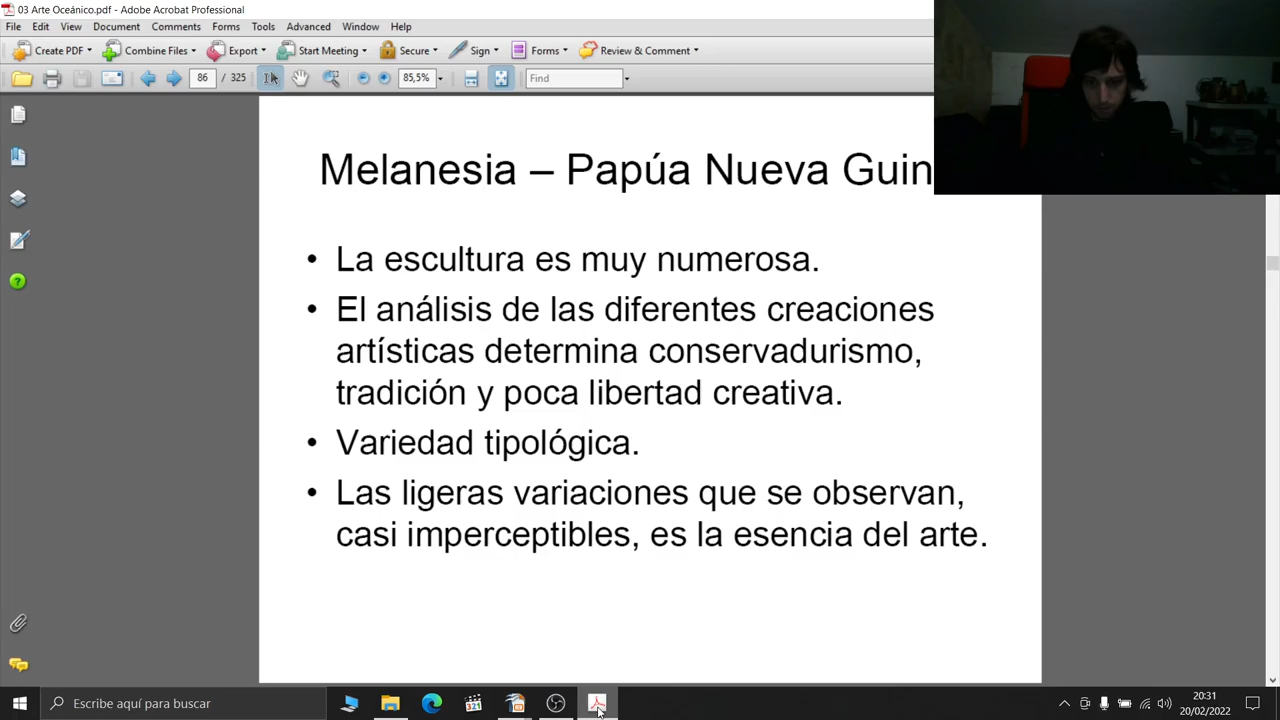 03 Arte Oceánico.pdf - Adobe Acrobat Professional
File Edit View Document Comments Forms Tools Advanced Window Help
Create PDF Combine Files Export Start Meeting Secure Sign Forms Review & Comment
86 / 325 85,5% Find
Melanesia – Papúa Nueva Guin
• La escultura es muy numerosa.
• El análisis de las diferentes creaciones
artísticas determina conservadurismo,
tradición y poca libertad creativa.
• Variedad tipológica.
• Las ligeras variaciones que se observan,
casi imperceptibles, es la esencia del arte.
Escribe aquí para buscar
321
20:31
20/02/2022